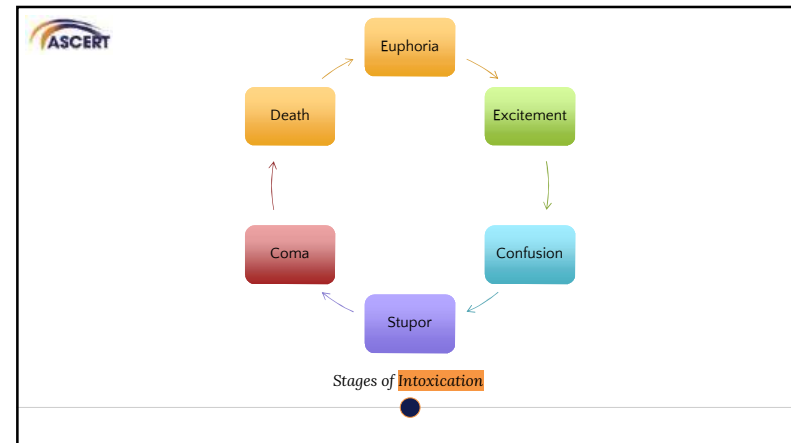 ASCERT
Euphoria
Excitement
Confusion
Stupor
Coma
Death
Stages of Intoxication